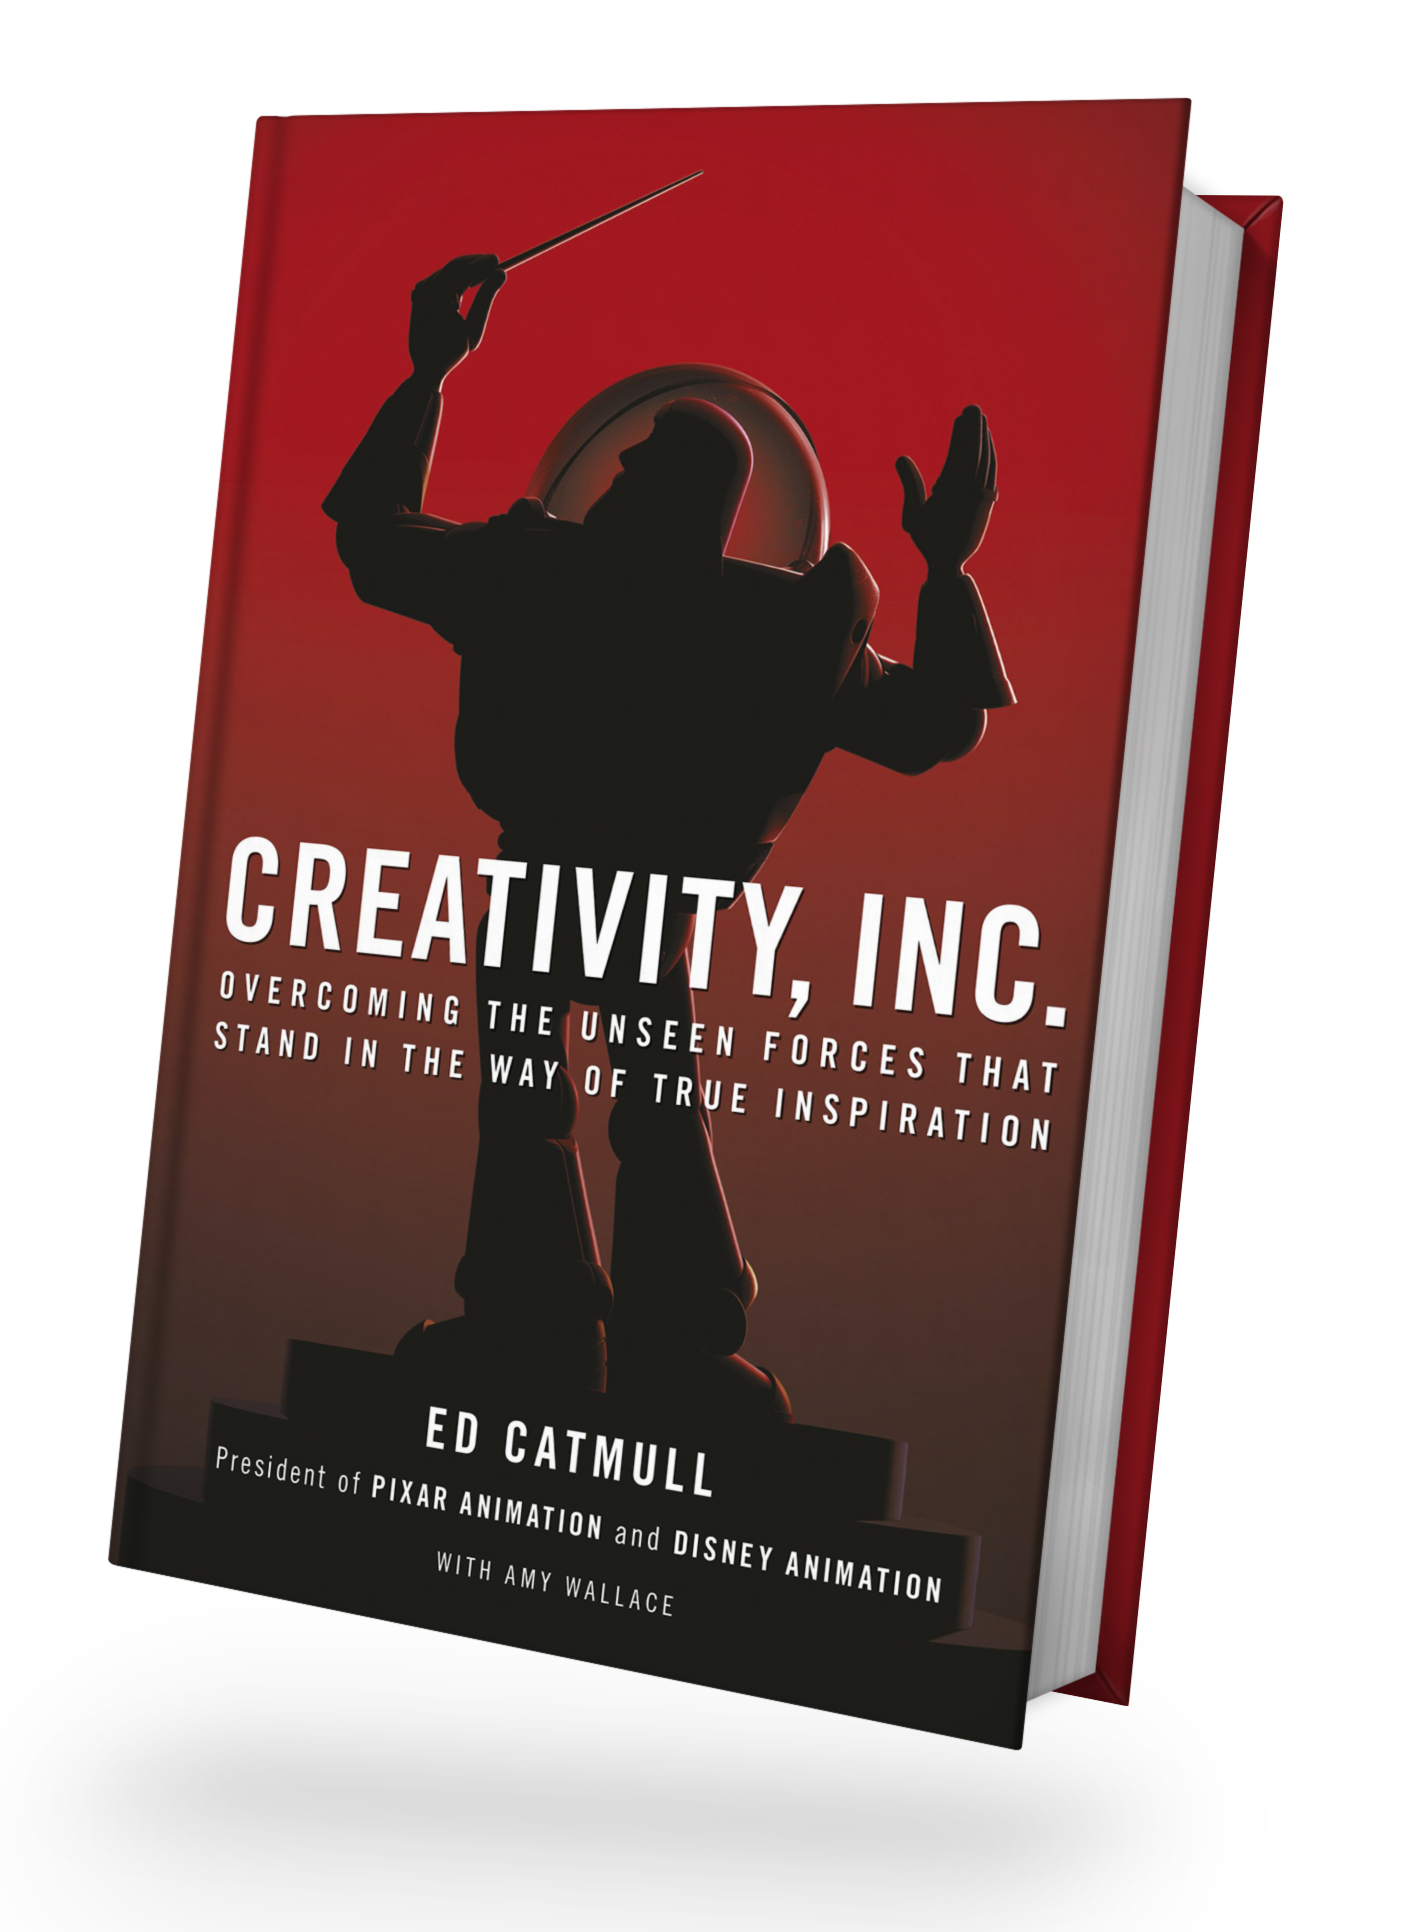 CREATIVITY, INC.
OVERCOMING THE UNSEEN FORCES THAT
STAND IN THE WAY OF TRUE INSPIRATION
ED CATMULL
President of PIXAR ANIMATION and DISNEY ANIMATION
WITH AMY WALLACE